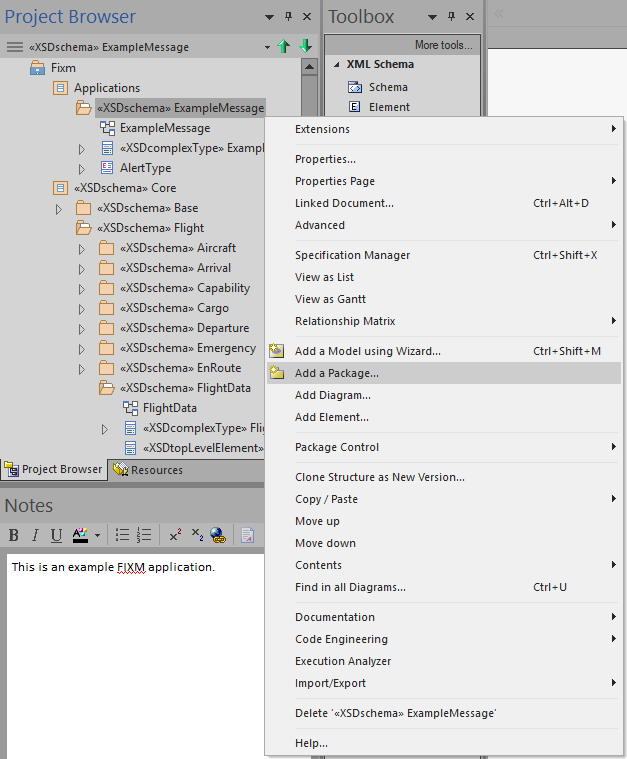 Project Browser
Toolbox
«XSDschema» ExampleMessage
More tools...
Fixm
XML Schema
Applications
Schema
«XSDschema» ExampleMessage
Element
ExampleMessage
«XSDcomplexType» Exampl
AlertType
«XSDschema» Core
«XSDschema» Base
«XSDschema» Flight
«XSDschema» Aircraft
«XSDschema» Arrival
«XSDschema» Capability
«XSDschema» Cargo
«XSDschema» Departure
«XSDschema» Emergency
«XSDschema» EnRoute
«XSDschema» FlightData
FlightData
«XSDcomplexType» Flig
«XSDtopLevelElement»
Project Browser
Resources
Notes
B I U A x² x₂
This is an example FIXM application.
Extensions
Properties...
Properties Page
Linked Document... Ctrl+Alt+D
Advanced
Specification Manager Ctrl+Shift+X
View as List
View as Gantt
Relationship Matrix
Add a Model using Wizard... Ctrl+Shift+M
Add a Package...
Add Diagram...
Add Element...
Package Control
Clone Structure as New Version...
Copy / Paste
Move up
Move down
Contents
Find in all Diagrams... Ctrl+U
Documentation
Code Engineering
Execution Analyzer
Import/Export
Delete '«XSDschema» ExampleMessage'
Help...